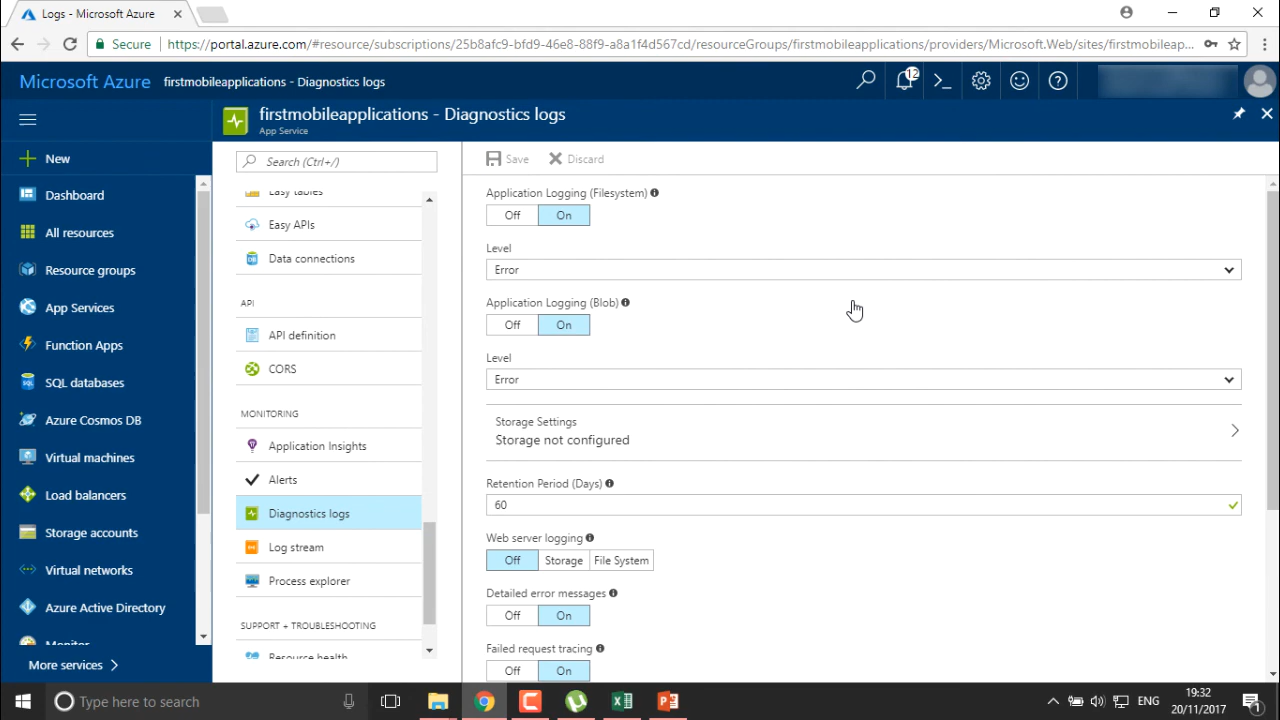 Logs - Microsoft Azure
Secure https://portal.azure.com/#resource/subscriptions/25b8afc9-bfd9-46e8-88f9-a8a1f4d567cd/resourceGroups/firstmobileapplications/providers/Microsoft.Web/sites/firstmobileap...
Microsoft Azure firstmobileapplications - Diagnostics logs
12
firstmobileapplications - Diagnostics logs
App Service
New
Dashboard
All resources
Resource groups
App Services
Function Apps
SQL databases
Azure Cosmos DB
Virtual machines
Load balancers
Storage accounts
Virtual networks
Azure Active Directory
Monitor
More services
Search (Ctrl+/)
Easy tables
Easy APIs
Data connections
API
API definition
CORS
MONITORING
Application Insights
Alerts
Diagnostics logs
Log stream
Process explorer
SUPPORT + TROUBLESHOOTING
Resource health
Save Discard
Application Logging (Filesystem)
Off On
Level
Error
Application Logging (Blob)
Off On
Level
Error
Storage Settings
Storage not configured
Retention Period (Days)
60
Web server logging
Off Storage File System
Detailed error messages
Off On
Failed request tracing
Off On
Type here to search
ENG
19:32
20/11/2017
1